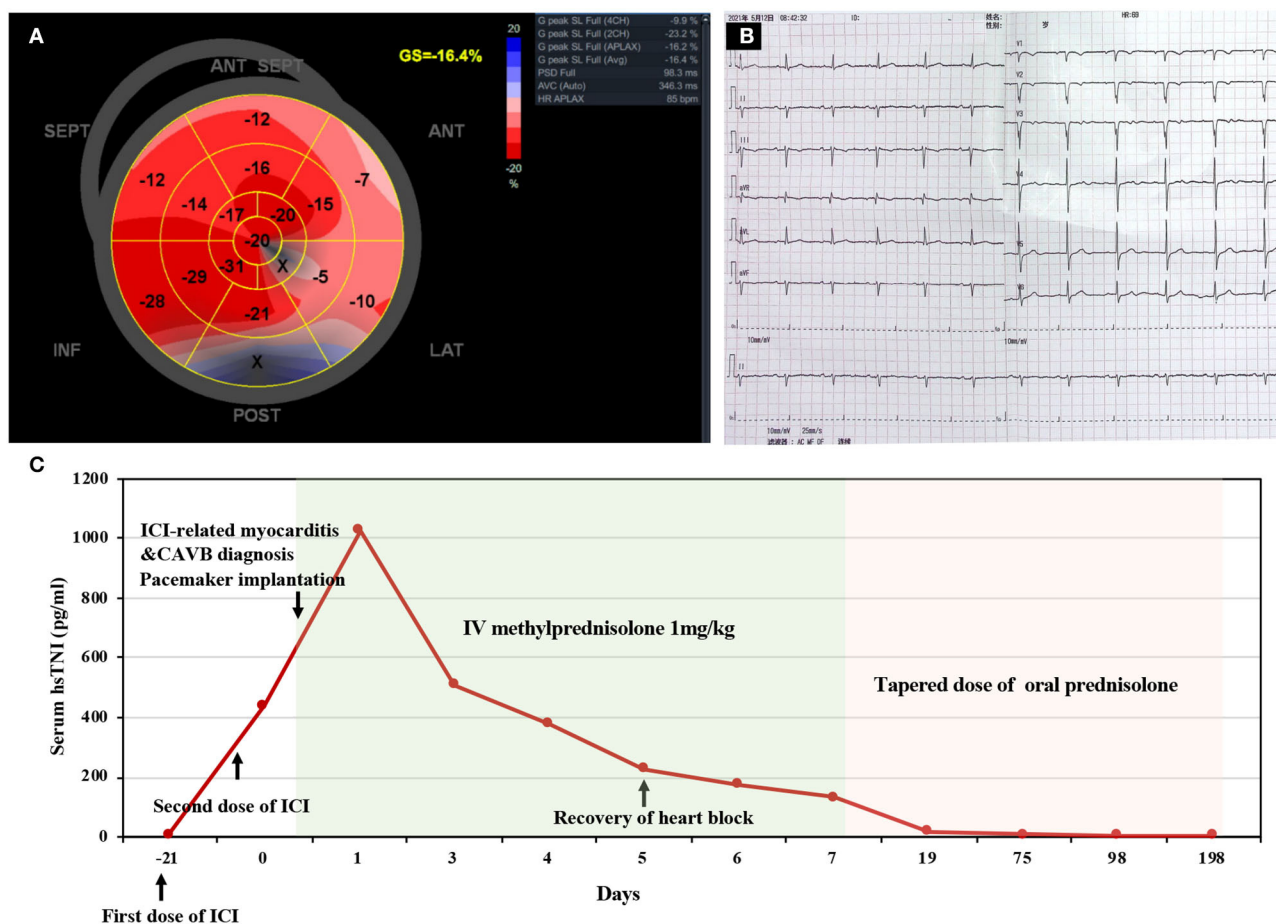 A
GS=-16.4%
ANT SEPT
SEPT
ANT
INF
LAT
POST
-12
-12
-7
-16
-14
-15
-17
-20
-20
-31
X
-29
-5
-28
-10
-21
X
20
-20
%
G peak SL Full (4CH) -9.9 %
G peak SL Full (2CH) -23.2 %
G peak SL Full (APLAX) -16.2 %
G peak SL Full (Avg) -16.4 %
PSD Full 98.3 ms
AVC (Auto) 346.3 ms
HR APLAX 85 bpm
B
2021年 5月12日 08:42:32 ID: 姓名: HR:69
性别: 岁
II
III
aVR
aVL
aVF
V1
V2
V3
V4
V5
V6
10mm/mV 10mm/mV
II
10mm/mV 25mm/s
滤波器 : AC MF DF
C
Serum hsTNI (pg/ml)
1200
1000
800
600
400
200
0
ICI-related myocarditis
&CAVB diagnosis
Pacemaker implantation
IV methylprednisolone 1mg/kg
Tapered dose of oral prednisolone
Second dose of ICI
Recovery of heart block
-21 0 1 3 4 5 6 7 19 75 98 198
Days
First dose of ICI